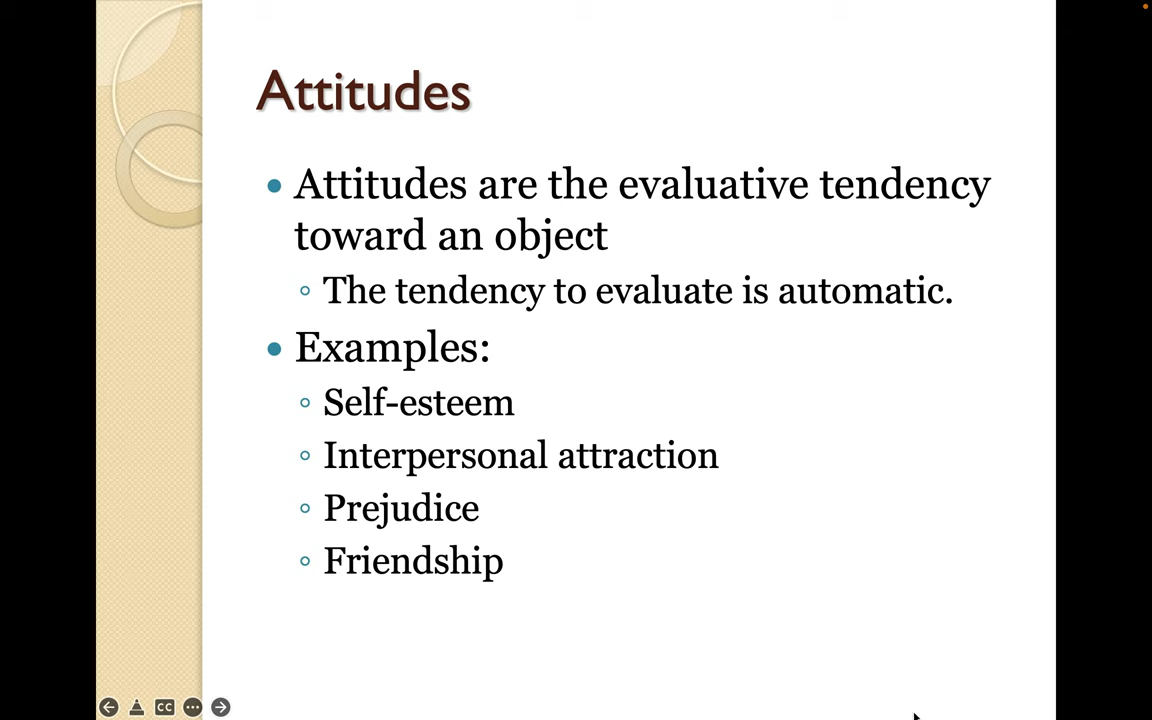 Attitudes
Attitudes are the evaluative tendency
toward an object
The tendency to evaluate is automatic.
Examples:
Self-esteem
Interpersonal attraction
Prejudice
Friendship
CC